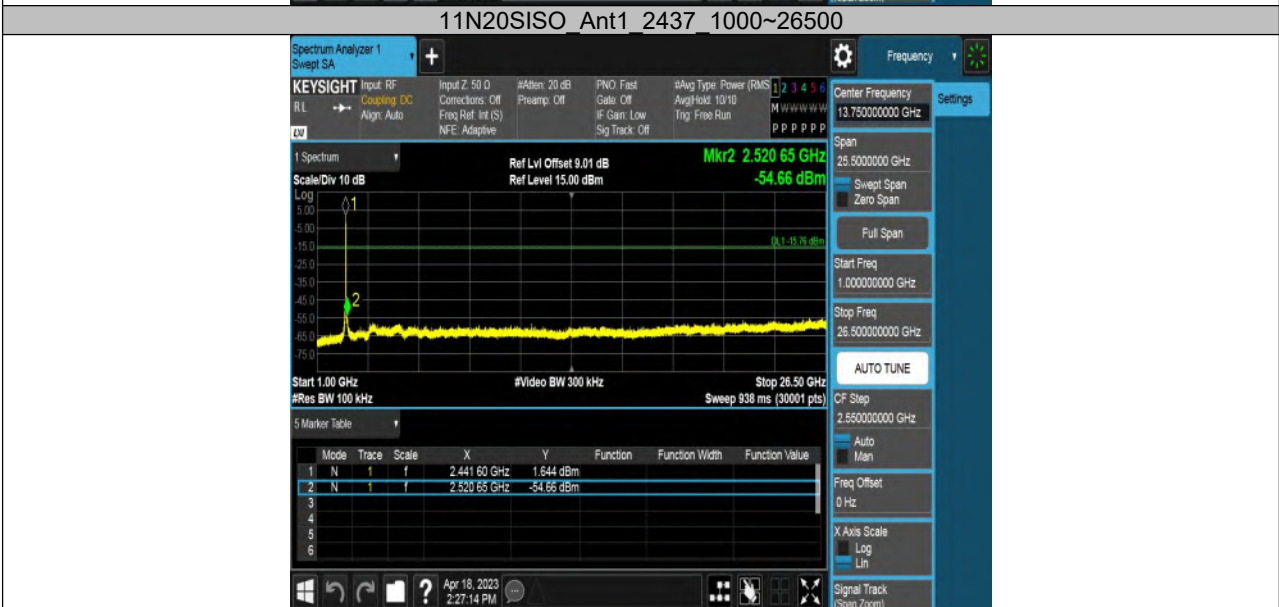 11N20SISO_Ant1_2437_1000~26500
Spectrum Analyzer 1
Swept SA
+
Frequency
KEYSIGHT Input: RF Input Z: 50 Ω #Atten: 20 dB PNO: Fast #Avg Type: Power (RMS 1 2 3 4 5 6
RL Coupling: DC Corrections: Off Preamp: Off Gate: Off Avg|Hold: 10/10 M W W W W W
Align: Auto Freq Ref: Int (S) IF Gain: Low Trig: Free Run
NFE: Adaptive Sig Track: Off P P P P P P
LXI
Center Frequency
13.750000000 GHz
Settings
1 Spectrum
Ref Lvl Offset 9.01 dB
Mkr2 2.520 65 GHz
Scale/Div 10 dB
Ref Level 15.00 dBm
-54.66 dBm
Log
5.00
-5.00
-15.0
-25.0
-35.0
-45.0
-55.0
-65.0
-75.0
1
2
DL1 -15.76 dBm
Start 1.00 GHz #Video BW 300 kHz Stop 26.50 GHz
#Res BW 100 kHz Sweep 938 ms (30001 pts)
Span
25.5000000 GHz
Swept Span
Zero Span
Full Span
Start Freq
1.000000000 GHz
Stop Freq
26.500000000 GHz
AUTO TUNE
CF Step
2.550000000 GHz
Auto
Man
Freq Offset
0 Hz
X Axis Scale
Log
Lin
Signal Track
(Span Zoom)
5 Marker Table
Mode Trace Scale X Y Function Function Width Function Value
1 N 1 f 2.441 60 GHz 1.644 dBm
2 N 1 f 2.520 65 GHz -54.66 dBm
3
4
5
6
? Apr 18, 2023
2:27:14 PM